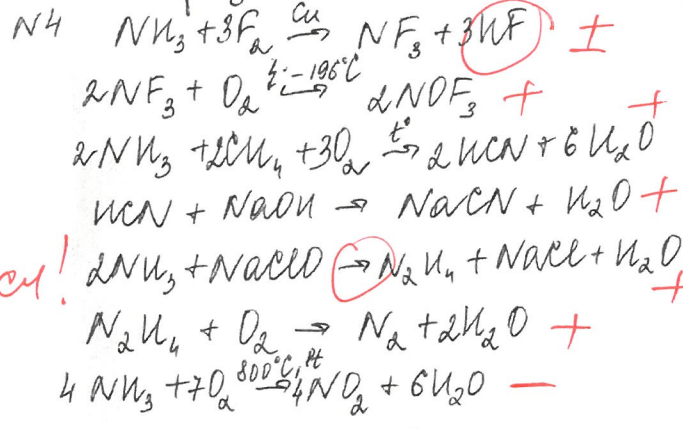 N4 NH₃ + 3F₂ →(Cu) NF₃ + 3HF ±
2NF₃ + O₂ →(⚡; -196°C) 2NOF₃ +
2NH₃ + 2CH₄ + 3O₂ →(t°) 2HCN + 6H₂O +
HCN + NaOH → NaCN + H₂O +
см! 2NH₃ + NaClO → N₂H₄ + NaCl + H₂O +
N₂H₄ + O₂ → N₂ + 2H₂O +
4NH₃ + 7O₂ →(800°C, Pt) 4NO₂ + 6H₂O −